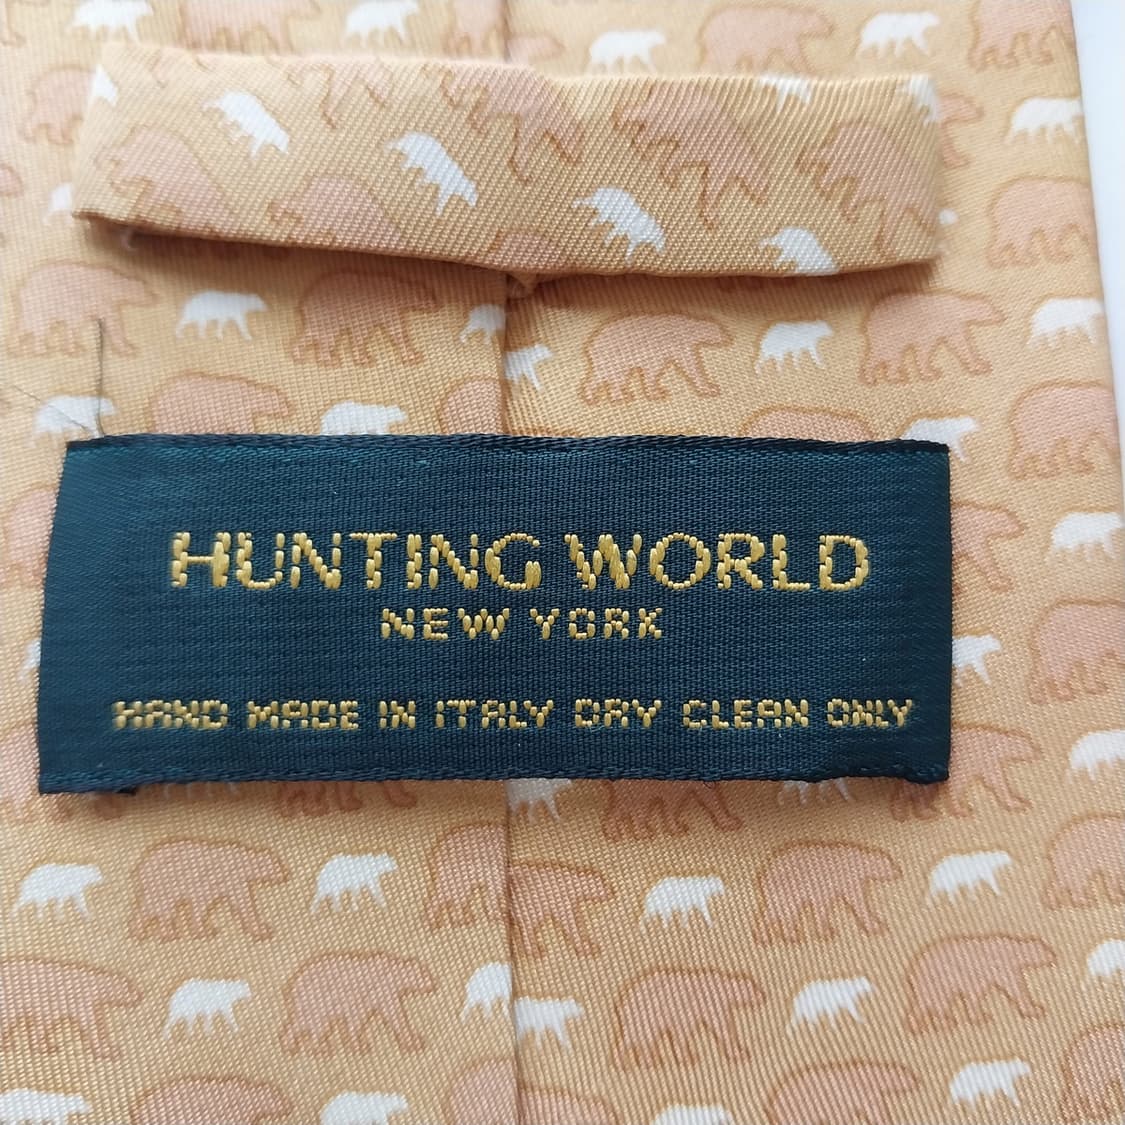 HUNTING WORLD
NEW YORK
HAND MADE IN ITALY DRY CLEAN ONLY